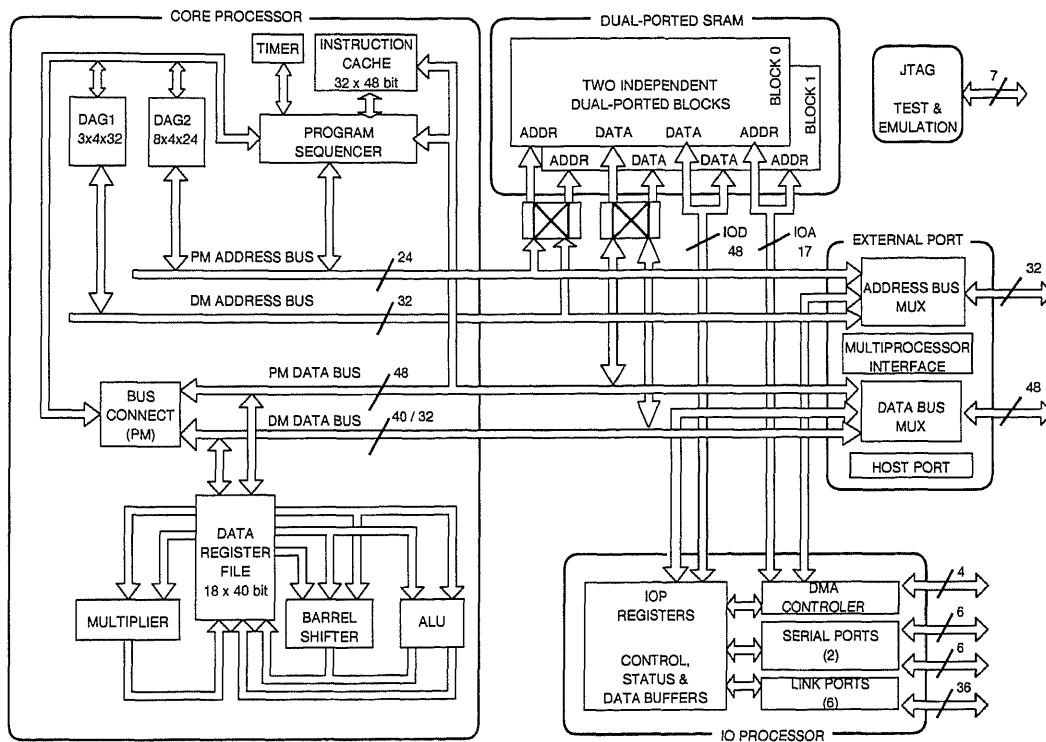 CORE PROCESSOR
TIMER
INSTRUCTION
CACHE
32 x 48 bit
DAG1
3x4x32
DAG2
8x4x24
PROGRAM
SEQUENCER
PM ADDRESS BUS
24
DM ADDRESS BUS
32
PM DATA BUS
48
BUS
CONNECT
(PM)
DM DATA BUS
40 / 32
DATA
REGISTER
FILE
18 x 40 bit
MULTIPLIER
BARREL
SHIFTER
ALU
DUAL-PORTED SRAM
TWO INDEPENDENT
DUAL-PORTED BLOCKS
BLOCK 0
BLOCK 1
ADDR DATA DATA ADDR
ADDR DATA DATA ADDR
IOD
48
IOA
17
JTAG
TEST &
EMULATION
7
EXTERNAL PORT
ADDRESS BUS
MUX
32
MULTIPROCESSOR
INTERFACE
DATA BUS
MUX
48
HOST PORT
IOP
REGISTERS
CONTROL,
STATUS &
DATA BUFFERS
DMA
CONTROLER
4
SERIAL PORTS
(2)
6
6
LINK PORTS
(6)
36
IO PROCESSOR